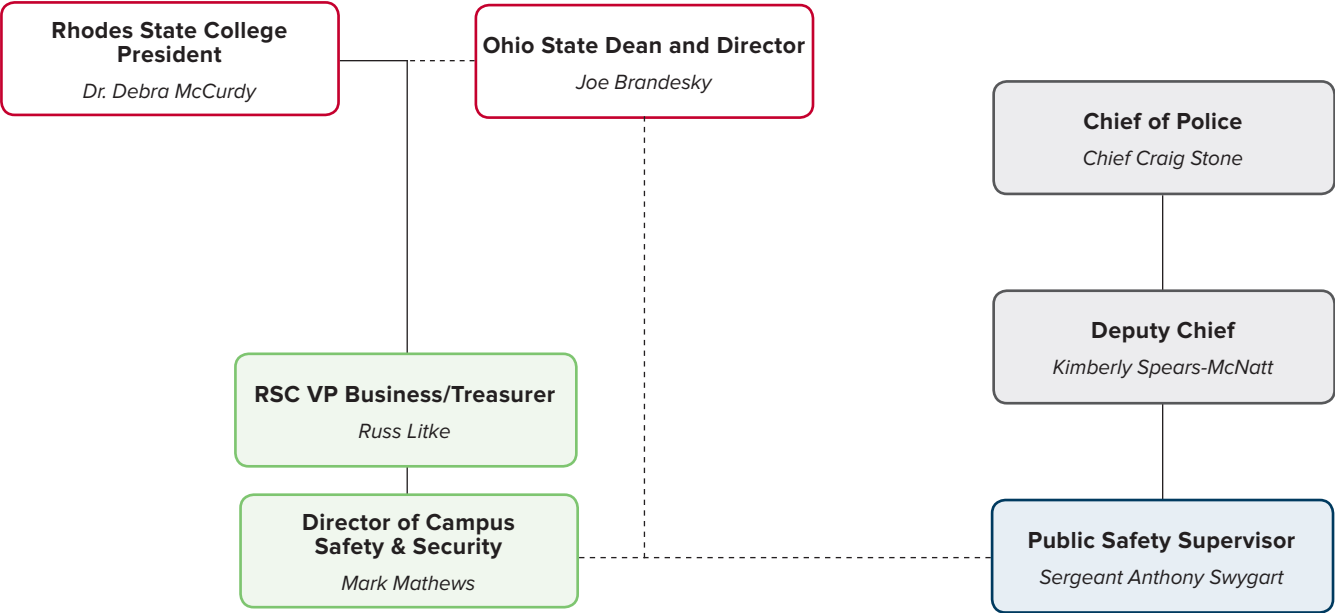 Rhodes State College
President
Dr. Debra McCurdy
Ohio State Dean and Director
Joe Brandesky
Chief of Police
Chief Craig Stone
Deputy Chief
Kimberly Spears-McNatt
RSC VP Business/Treasurer
Russ Litke
Director of Campus
Safety & Security
Mark Mathews
Public Safety Supervisor
Sergeant Anthony Swygart